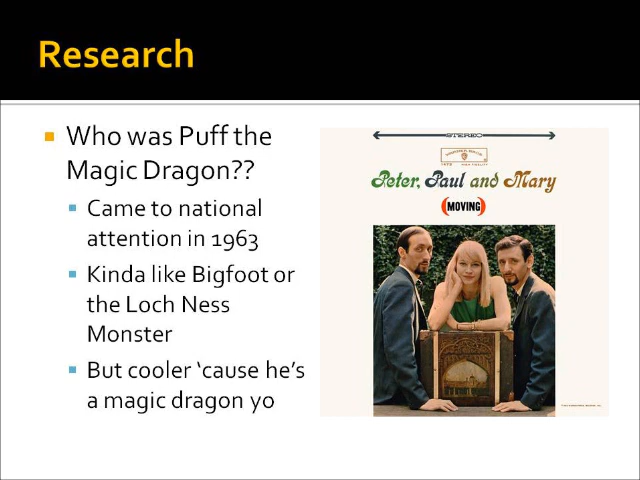 Research
Who was Puff the
Magic Dragon??
Came to national
attention in 1963
Kinda like Bigfoot or
the Loch Ness
Monster
But cooler ‘cause he’s
a magic dragon yo
STEREO
Peter, Paul and Mary
(MOVING)